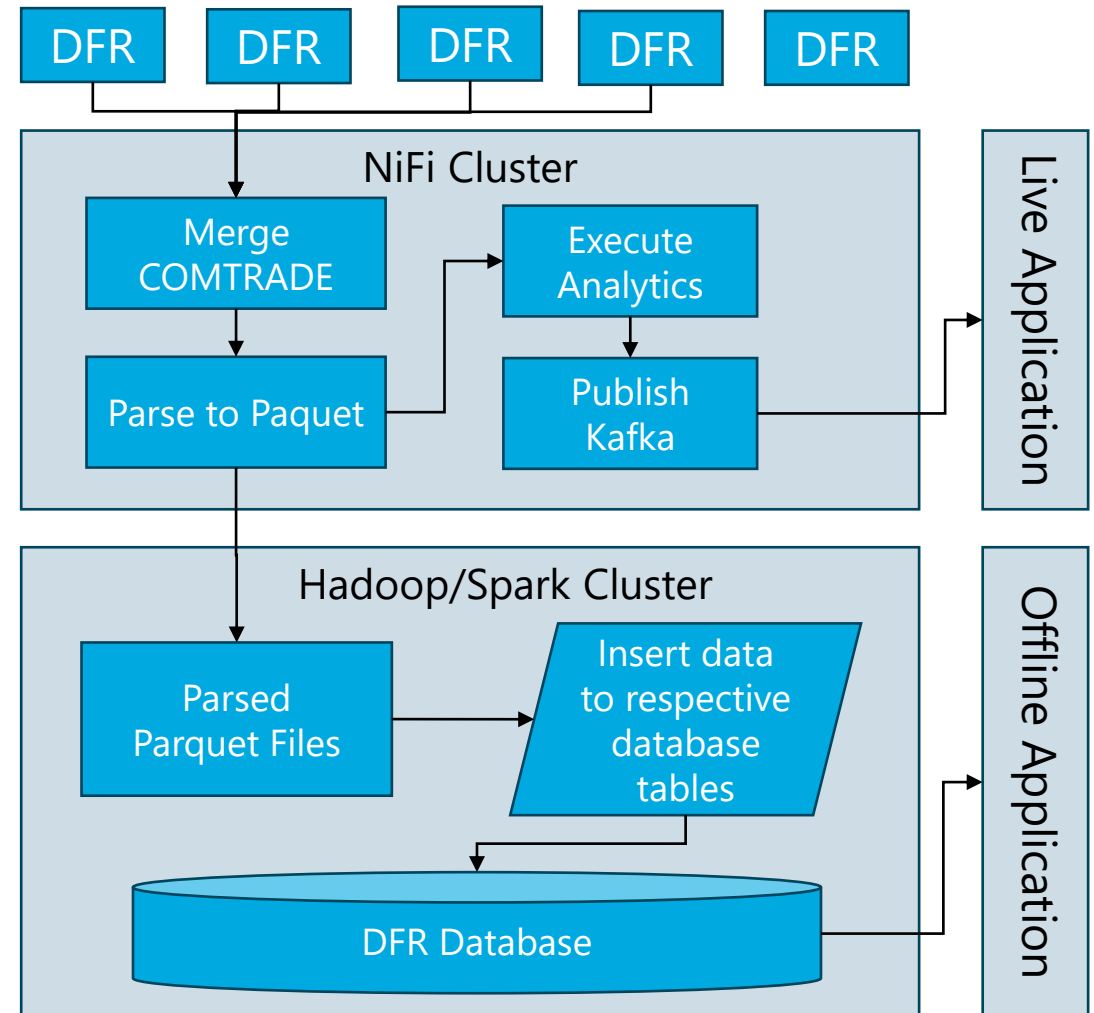 DFR
DFR
DFR
DFR
DFR
NiFi Cluster
Merge
COMTRADE
Execute
Analytics
Parse to Paquet
Publish
Kafka
Live Application
Hadoop/Spark Cluster
Parsed
Parquet Files
Insert data
to respective
database
tables
DFR Database
Offline Application